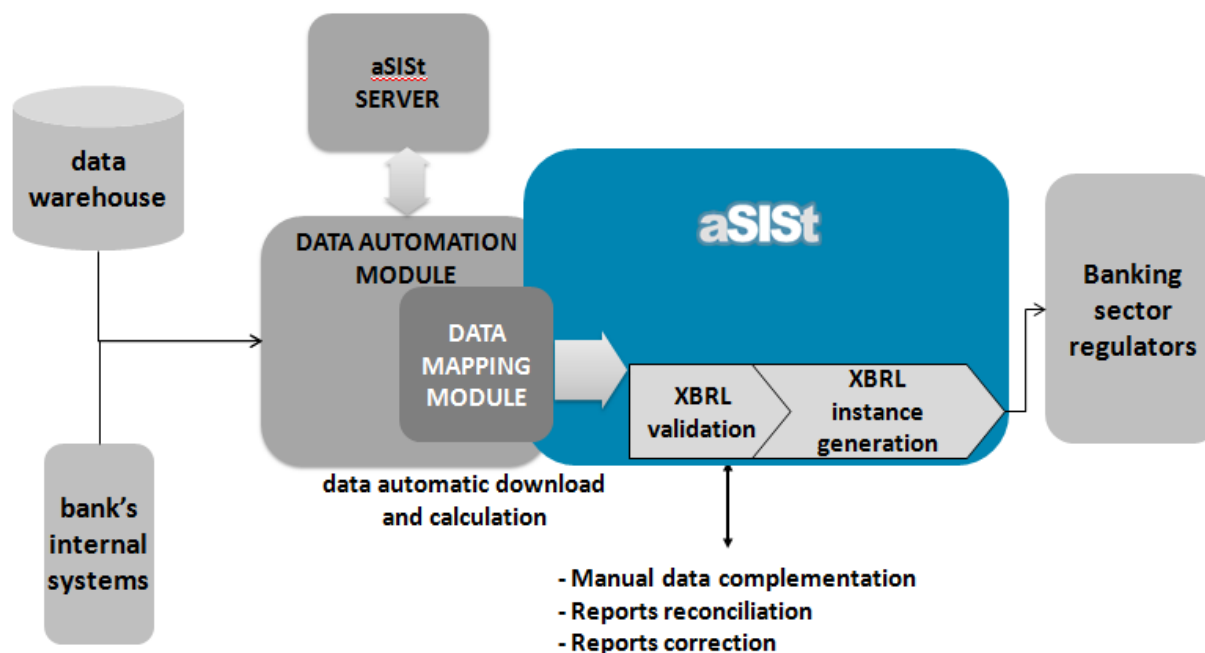 aSISt
SERVER
data
warehouse
DATA AUTOMATION
MODULE
DATA
MAPPING
MODULE
aSISt
XBRL
validation
XBRL
instance
generation
Banking
sector
regulators
data automatic download
and calculation
bank's
internal
systems
- Manual data complementation
- Reports reconciliation
- Reports correction